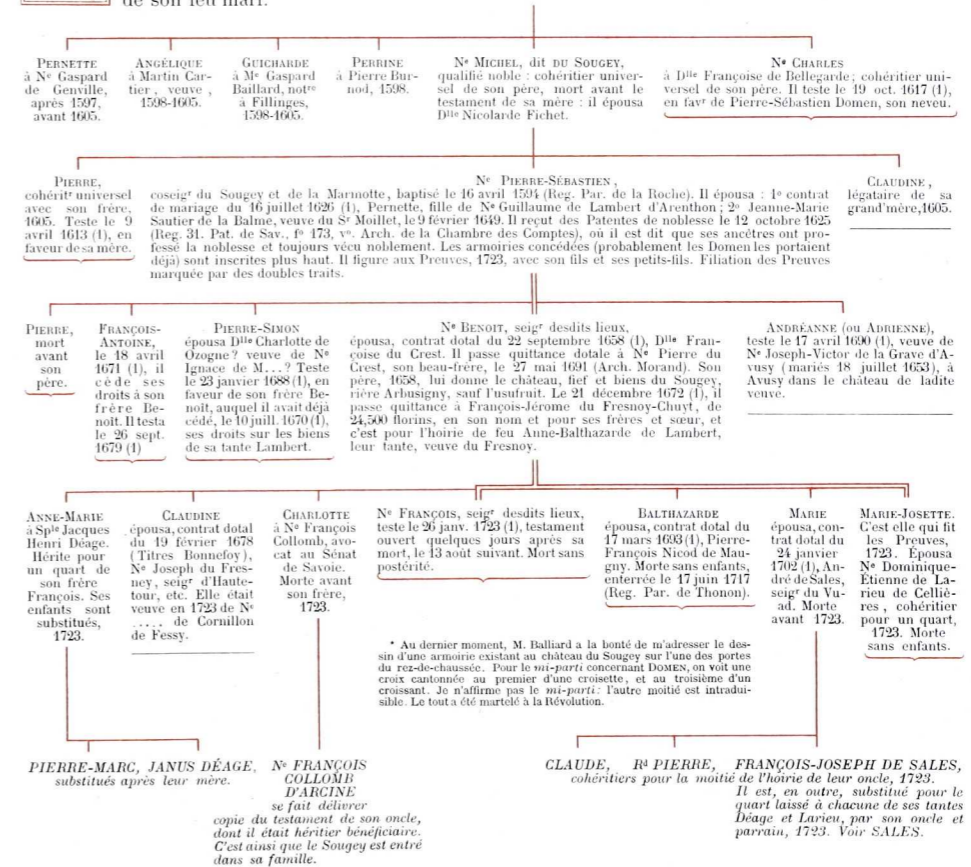 de son feu mari.
PERNETTE
à Ne Gaspard
de Genville,
après 1597,
avant 1605.
ANGÉLIQUE
à Martin Car-
tier, veuve,
1598-1605.
GUICHARDE
à Me Gaspard
Baillard, notre
à Fillinges,
1598-1605.
PERRINE
à Pierre Bur-
nod, 1598.
Ne MICHEL, dit DU SOUGEY,
qualifié noble : cohéritier univer-
sel de son père, mort avant le
testament de sa mère : il épousa
Dlle Nicolarde Fichet.
Ne CHARLES
à Dlle Françoise de Bellegarde; cohéritier uni-
versel de son père. Il teste le 19 oct. 1617 (1),
en favr de Pierre-Sébastien Domen, son neveu.
PIERRE,
cohéritr universel
avec son frère,
1605. Teste le 9
avril 1613 (1), en
faveur de sa mère.
Ne PIERRE-SÉBASTIEN,
coseigr du Sougey et de la Marmotte, baptisé le 16 avril 1594 (Reg. Par. de la Roche). Il épousa : 1o contrat
de mariage du 16 juillet 1626 (1), Pernette, fille de Ne Guillaume de Lambert d'Arenthon ; 2o Jeanne-Marie
Sautier de la Balme, veuve du Sr Moillet, le 9 février 1649. Il reçut des Patentes de noblesse le 12 octobre 1625
(Reg. 31. Pat. de Sav., fo 173, vo. Arch. de la Chambre des Comptes), où il est dit que ses ancêtres ont pro-
fessé la noblesse et toujours vécu noblement. Les armoiries concédées (probablement les Domen les portaient
déjà) sont inscrites plus haut. Il figure aux Preuves, 1723, avec son fils et ses petits-fils. Filiation des Preuves
marquée par des doubles traits.
CLAUDINE,
légataire de sa
grand'mère, 1605.
PIERRE,
mort
avant
son
père.
FRANÇOIS-
ANTOINE,
le 18 avril
1671 (1), il
cède ses
droits à son
frère Be-
noît. Il testa
le 26 sept.
1679 (1)
PIERRE-SIMON
épousa Dlle Charlotte de
Ozogne ? veuve de Ne
Ignace de M...? Teste
le 23 janvier 1688 (1), en
faveur de son frère Be-
noît, auquel il avait déjà
cédé, le 10 juill. 1670 (1),
ses droits sur les biens
de sa tante Lambert.
Ne BENOIT, seigr desdits lieux,
épousa, contrat dotal du 22 septembre 1658 (1), Dlle Fran-
çoise du Crest. Il passe quittance dotale à Ne Pierre du
Crest, son beau-frère, le 27 mai 1691 (Arch. Morand). Son
père, 1658, lui donne le château, fief et biens du Sougey,
rière Arbusigny, sauf l'usufruit. Le 21 décembre 1672 (1), il
passe quittance à François-Jérome du Fresnoy-Chuyt, de
24,500 florins, en son nom et pour ses frères et sœur, et
c'est pour l'hoirie de feu Anne-Balthazarde de Lambert,
leur tante, veuve du Fresnoy.
ANDRÉANNE (ou ADRIENNE),
teste le 17 avril 1690 (1), veuve de
Ne Joseph-Victor de la Grave d'A-
vusy (mariés 18 juillet 1653), à
Avusy dans le château de ladite
veuve.
ANNE-MARIE
à Sple Jacques
Henri Déage.
Hérite pour
un quart de
son frère
François. Ses
enfants sont
substitués,
1723.
CLAUDINE
épousa, contrat dotal
du 19 février 1678
(Titres Bonnefoy),
Ne Joseph du Fres-
ney, seigr d'Haute-
tour, etc. Elle était
veuve en 1723 de Ne
..... de Cornillon
de Fessy.
CHARLOTTE
à Ne François
Collomb, avo-
cat au Sénat
de Savoie.
Morte avant
son frère,
1723.
Ne FRANÇOIS, seigr desdits lieux,
teste le 26 janv. 1723 (1), testament
ouvert quelques jours après sa
mort, le 13 août suivant. Mort sans
postérité.
BALTHAZARDE
épousa, contrat dotal du
17 mars 1693 (1), Pierre-
François Nicod de Mau-
gny. Morte sans enfants,
enterrée le 17 juin 1717
(Reg. Par. de Thonon).
MARIE
épousa, con-
trat dotal du
24 janvier
1702 (1), An-
dré de Sales,
seigr du Vu-
ad. Morte
avant 1723.
MARIE-JOSETTE.
C'est elle qui fit
les Preuves,
1723. Épousa
Ne Dominique-
Étienne de La-
rieu de Celliè-
res, cohéritier
pour un quart,
1723. Morte
sans enfants.
* Au dernier moment, M. Balliard a la bonté de m'adresser le des-
sin d'une armoirie existant au château du Sougey sur l'une des portes
du rez-de-chaussée. Pour le mi-parti concernant DOMEN, on voit une
croix cantonnée au premier d'une croisette, et au troisième d'un
croissant. Je n'affirme pas le mi-parti : l'autre moitié est intradui-
sible. Le tout a été martelé à la Révolution.
PIERRE-MARC, JANUS DÉAGE,
substitués après leur mère.
Ne FRANÇOIS
COLLOMB
D'ARCINE
se fait délivrer
copie du testament de son oncle,
dont il était héritier bénéficiaire.
C'est ainsi que le Sougey est entré
dans sa famille.
CLAUDE, Rd PIERRE, FRANÇOIS-JOSEPH DE SALES,
cohéritiers pour la moitié de l'hoirie de leur oncle, 1723.
Il est, en outre, substitué pour le
quart laissé à chacune de ses tantes
Déage et Larieu, par son oncle et
parrain, 1723. Voir SALES.